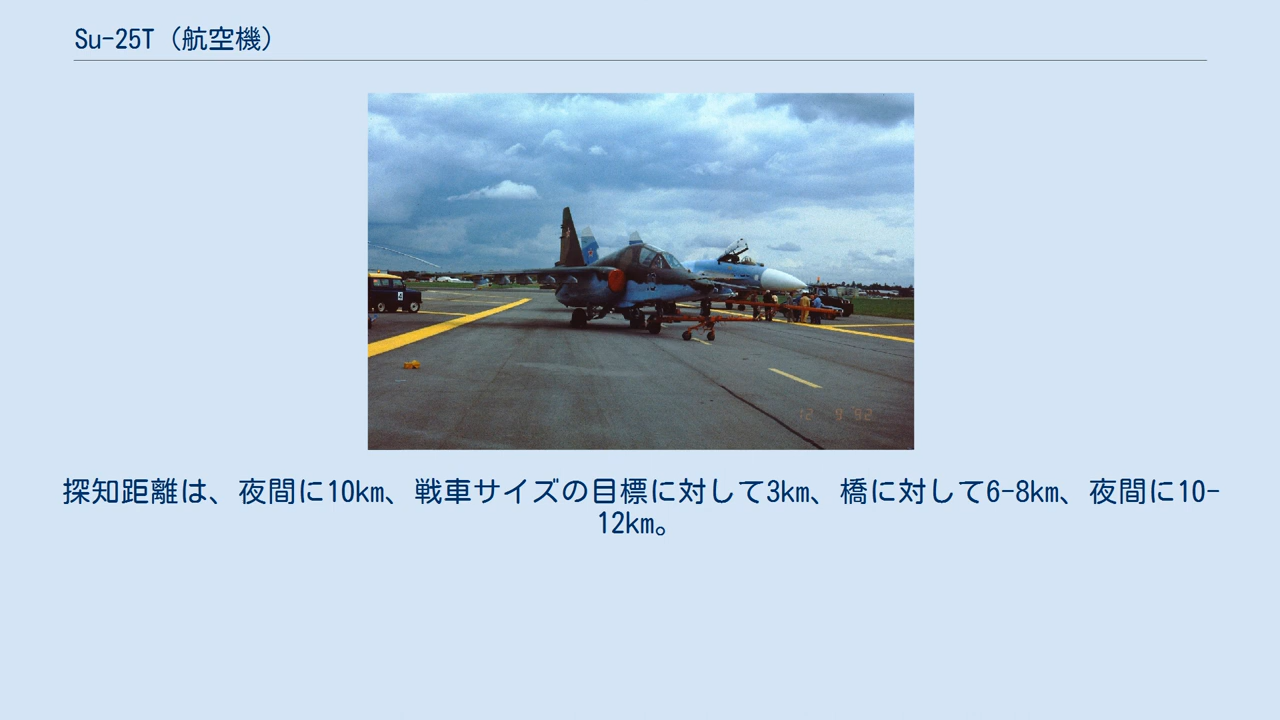 Su-25T（航空機）
4
12 9 92
探知距離は、夜間に10km、戦車サイズの目標に対して3km、橋に対して6-8km、夜間に10-
12km。